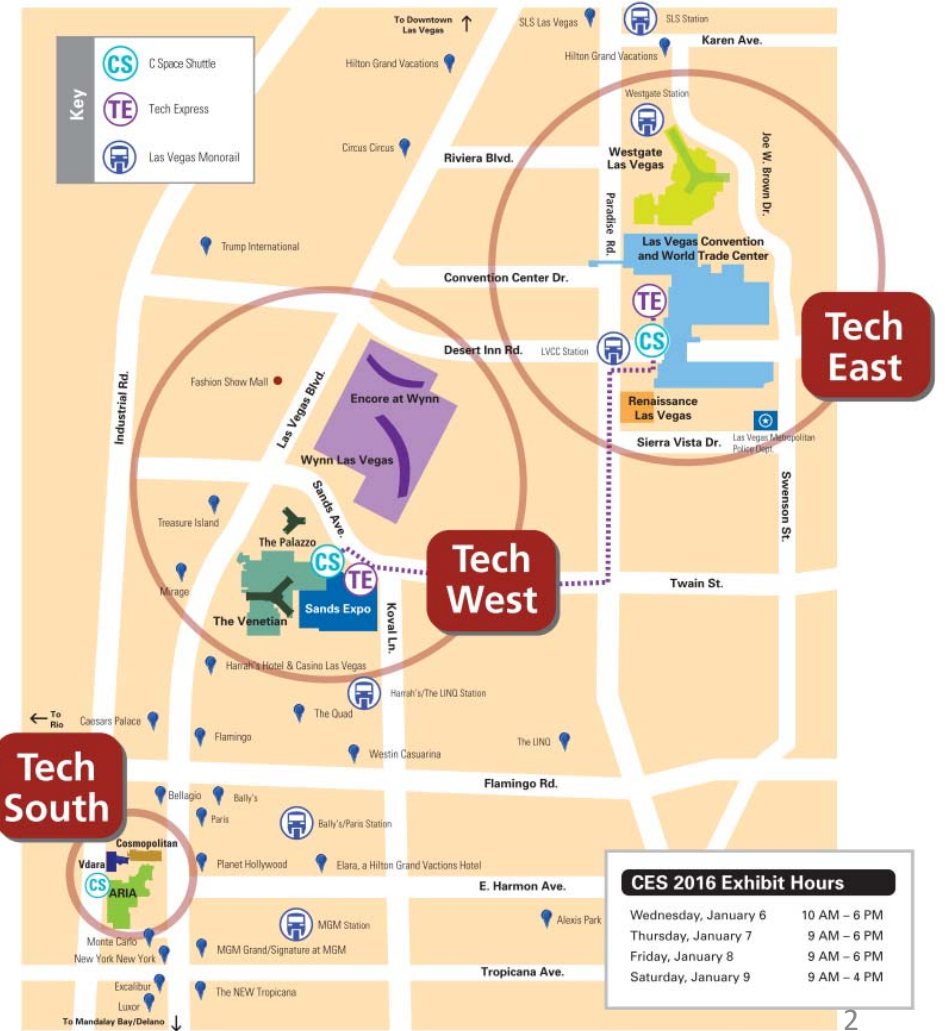 To Downtown
Las Vegas
SLS Las Vegas
SLS Station
Karen Ave.
Key
CS
C Space Shuttle
TE
Tech Express
Las Vegas Monorail
Hilton Grand Vacations
Hilton Grand Vacations
Westgate Station
Circus Circus
Riviera Blvd.
Westgate
Las Vegas
Joe W. Brown Dr.
Paradise Rd.
Trump International
Las Vegas Convention
and World Trade Center
Convention Center Dr.
TE
Tech
East
CS
Desert Inn Rd.
LVCC Station
Industrial Rd.
Fashion Show Mall
Las Vegas Blvd.
Encore at Wynn
Renaissance
Las Vegas
Sierra Vista Dr.
Las Vegas Metropolitan
Police Dept.
Wynn Las Vegas
Sands Ave.
Swenson St.
Treasure Island
The Palazzo
CS
TE
Tech
West
Twain St.
Mirage
Sands Expo
The Venetian
Koval Ln.
Harrah's Hotel & Casino Las Vegas
Harrah's/The LINQ Station
To
Rio
Caesars Palace
The Quad
Flamingo
Westin Casuarina
The LINQ
Tech
South
Flamingo Rd.
Bellagio
Bally's
Paris
Bally's/Paris Station
Cosmopolitan
Vdara
CS
ARIA
Planet Hollywood
Elara, a Hilton Grand Vactions Hotel
E. Harmon Ave.
Alexis Park
Monte Carlo
New York New York
MGM Station
MGM Grand/Signature at MGM
Tropicana Ave.
Excalibur
Luxor
The NEW Tropicana
To Mandalay Bay/Delano
CES 2016 Exhibit Hours
Wednesday, January 6 10 AM – 6 PM
Thursday, January 7 9 AM – 6 PM
Friday, January 8 9 AM – 6 PM
Saturday, January 9 9 AM – 4 PM
2